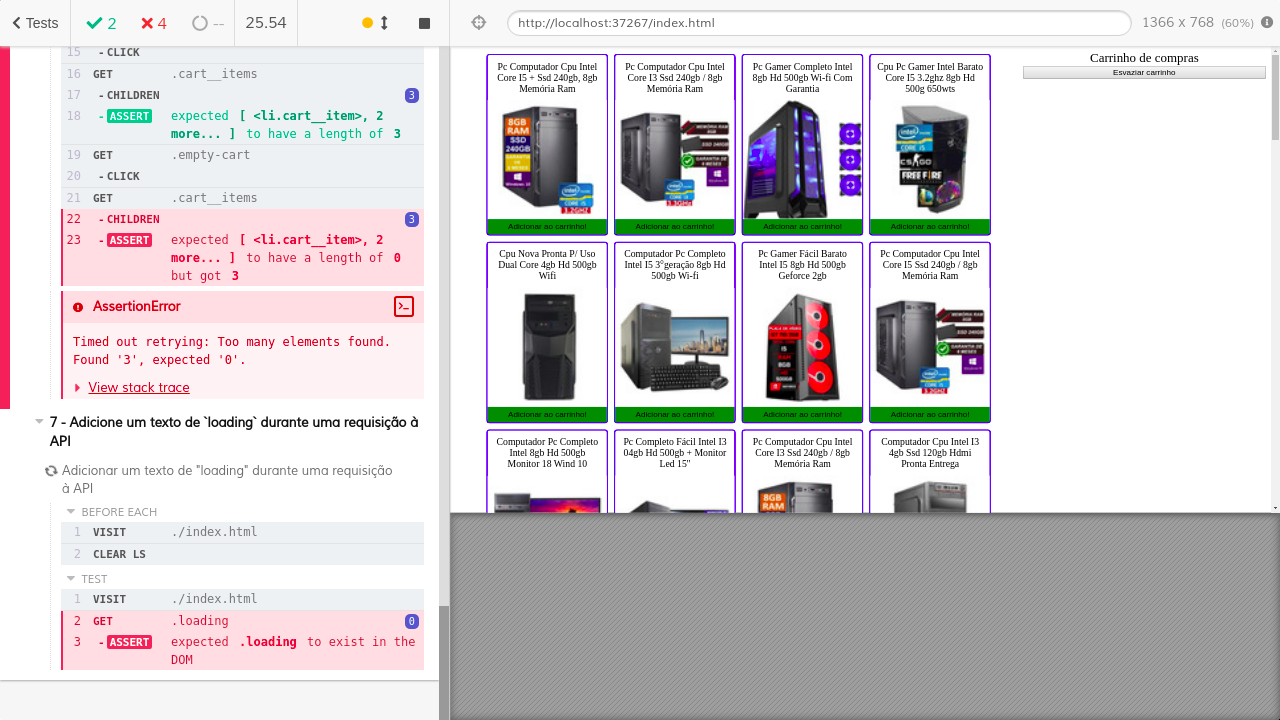 Tests
2
4
--
25.54
http://localhost:37267/index.html
1366 x 768 (60%)
15 -CLICK
16 GET .cart__items
17 -CHILDREN 3
18 -ASSERT expected [ <li.cart__item>, 2
more... ] to have a length of 3
19 GET .empty-cart
20 -CLICK
21 GET .cart__items
22 -CHILDREN 3
23 -ASSERT expected [ <li.cart__item>, 2
more... ] to have a length of 0
but got 3
AssertionError
Timed out retrying: Too many elements found.
Found '3', expected '0'.
View stack trace
7 - Adicione um texto de `loading` durante uma requisição à
API
Adicionar um texto de "loading" durante uma requisição
à API
BEFORE EACH
1 VISIT ./index.html
2 CLEAR LS
TEST
1 VISIT ./index.html
2 GET .loading 0
3 -ASSERT expected .loading to exist in the
DOM
Pc Computador Cpu Intel
Core I5 + Ssd 240gb, 8gb
Memória Ram
8GB
RAM
SSD
240GB
Adicionar ao carrinho!
Pc Computador Cpu Intel
Core I3 Ssd 240gb / 8gb
Memória Ram
Adicionar ao carrinho!
Pc Gamer Completo Intel
8gb Hd 500gb Wi-fi Com
Garantia
Adicionar ao carrinho!
Cpu Pc Gamer Intel Barato
Core I5 3.2ghz 8gb Hd
500g 650wts
CS:GO
FREE FIRE
Adicionar ao carrinho!
Carrinho de compras
Esvaziar carrinho
Cpu Nova Pronta P/ Uso
Dual Core 4gb Hd 500gb
Wifi
Adicionar ao carrinho!
Computador Pc Completo
Intel I5 3°geração 8gb Hd
500gb Wi-fi
Adicionar ao carrinho!
Pc Gamer Fácil Barato
Intel I5 8gb Hd 500gb
Geforce 2gb
Adicionar ao carrinho!
Pc Computador Cpu Intel
Core I5 Ssd 240gb / 8gb
Memória Ram
Adicionar ao carrinho!
Computador Pc Completo
Intel 8gb Hd 500gb
Monitor 18 Wind 10
Pc Completo Fácil Intel I3
04gb Hd 500gb + Monitor
Led 15"
Pc Computador Cpu Intel
Core I3 Ssd 240gb / 8gb
Memória Ram
8GB
RAM
Computador Cpu Intel I3
4gb Ssd 120gb Hdmi
Pronta Entrega